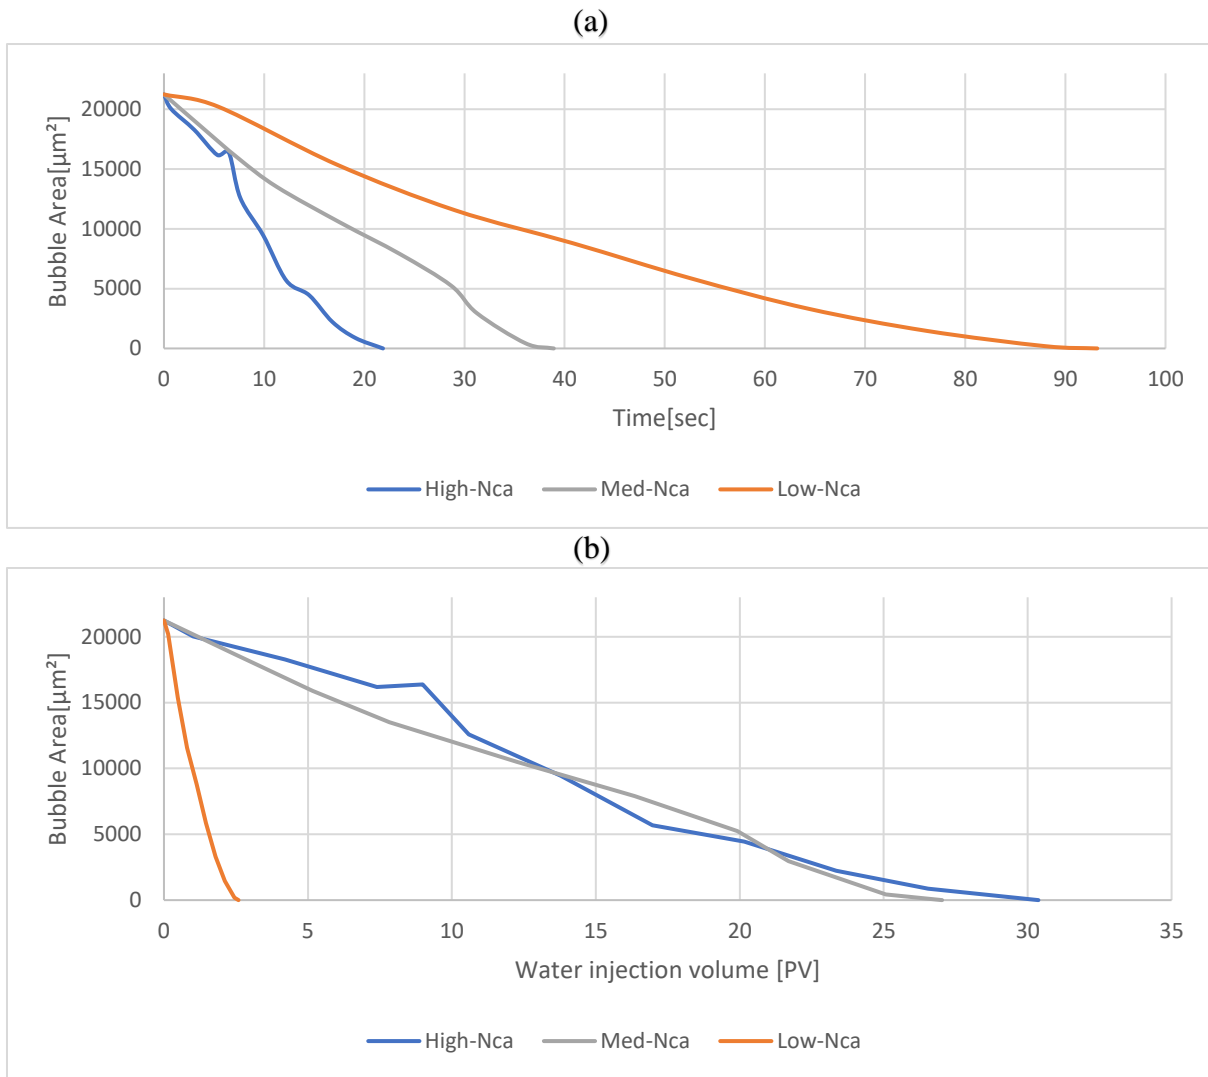 (a)
Bubble Area[µm²]
20000
15000
10000
5000
0
0 10 20 30 40 50 60 70 80 90 100
Time[sec]
High-Nca Med-Nca Low-Nca
(b)
Bubble Area[µm²]
20000
15000
10000
5000
0
0 5 10 15 20 25 30 35
Water injection volume [PV]
High-Nca Med-Nca Low-Nca